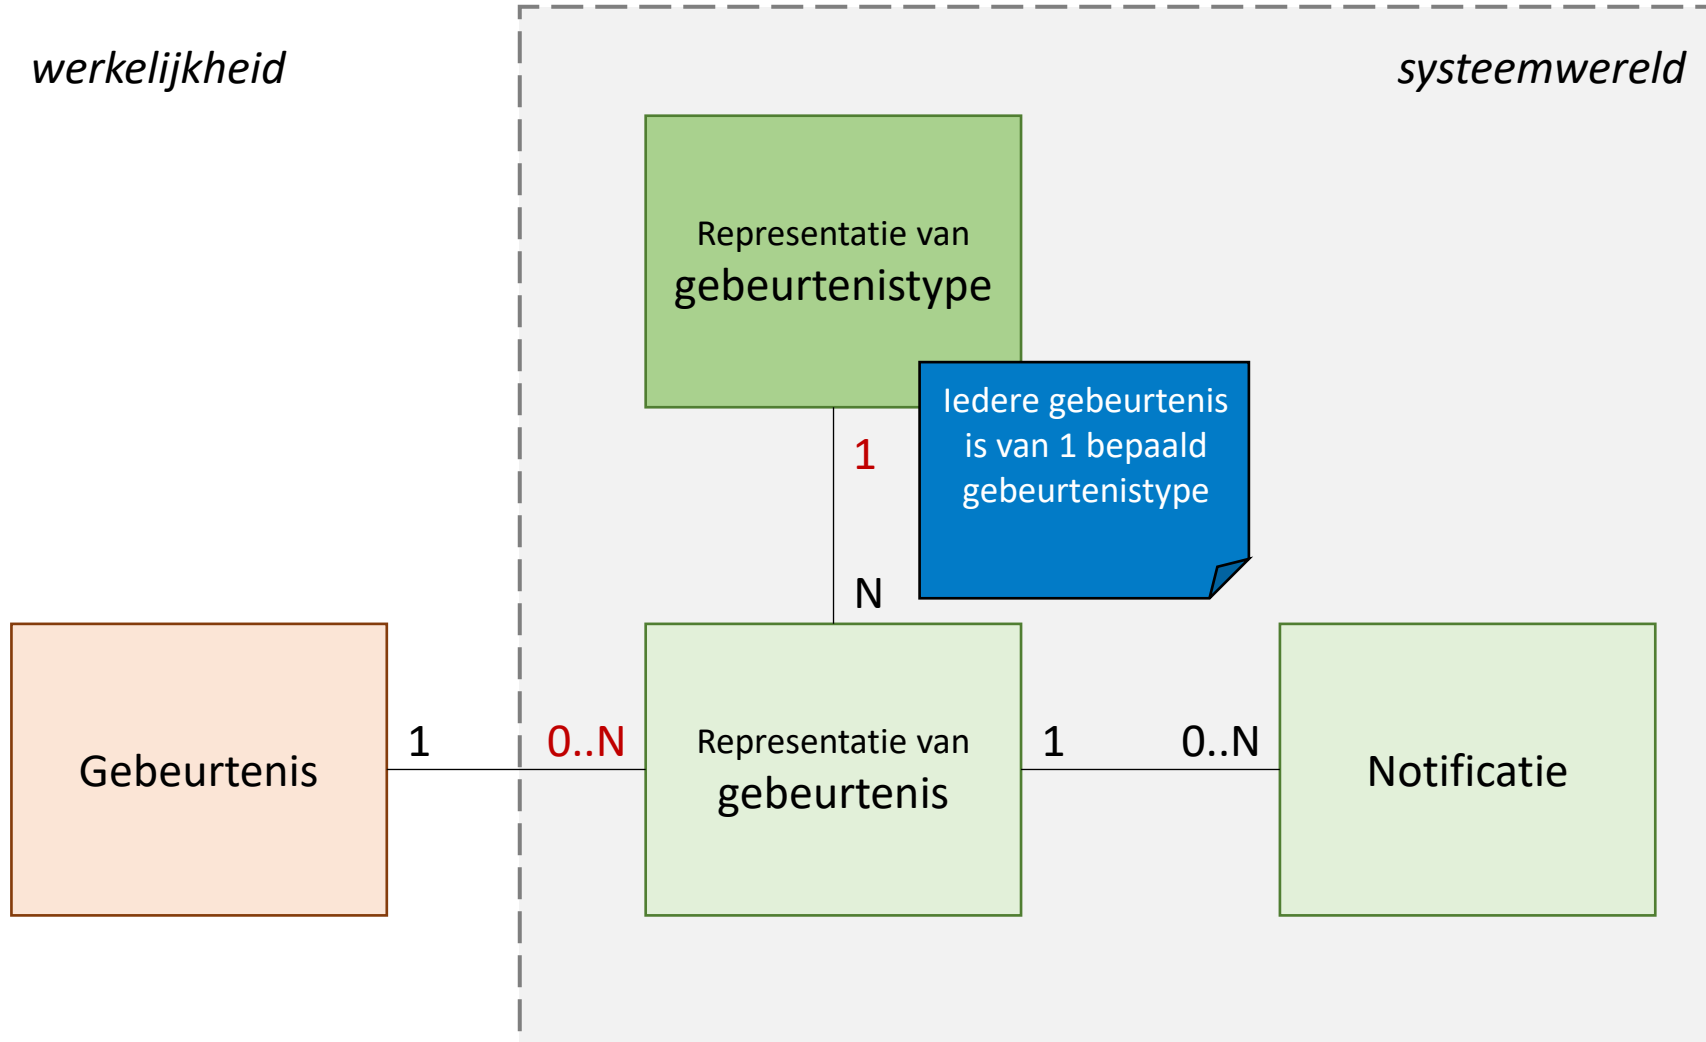 werkelijkheid
systeemwereld
Representatie van
gebeurtenistype
Iedere gebeurtenis
is van 1 bepaald
gebeurtenistype
1
N
Gebeurtenis
1
0..N
Representatie van
gebeurtenis
1
0..N
Notificatie